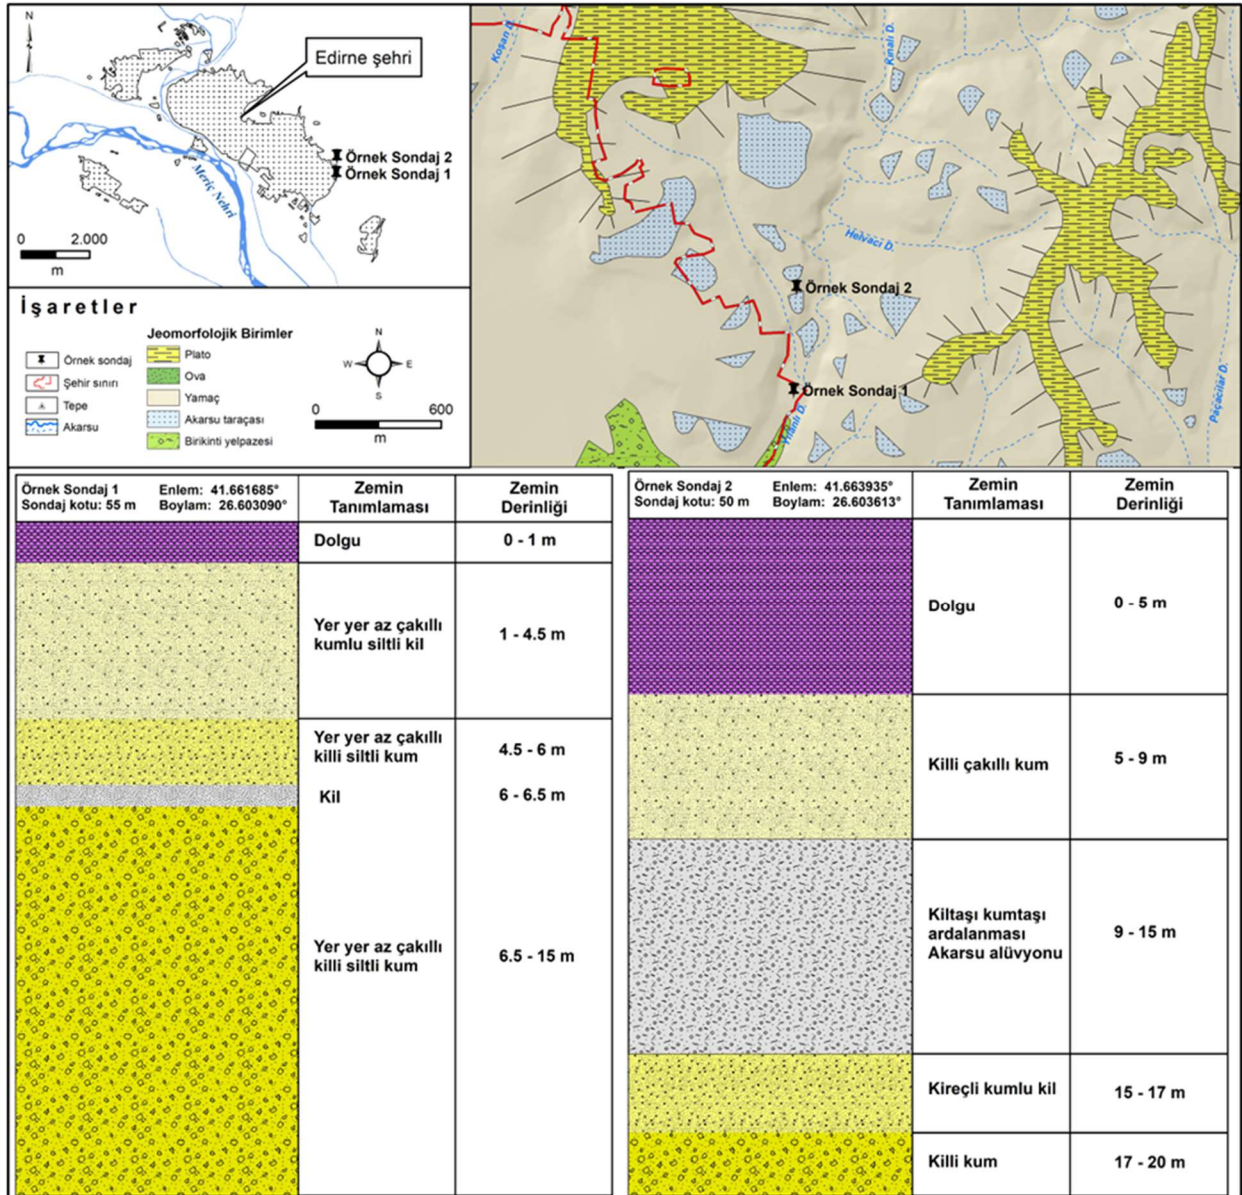 N
Edirne şehri
Örnek Sondaj 2
Örnek Sondaj 1
Meriç Nehri
0 2.000
m
İşaretler
Jeomorfolojik Birimler
Örnek sondaj
Şehir sınırı
Tepe
Akarsu
Plato
Ova
Yamaç
Akarsu taraçası
Birikinti yelpazesi
N
W E
S
0 600
m
Koşan D.
Kınalı D.
Helvacı D.
Örnek Sondaj 2
Örnek Sondaj 1
Yılanlı D.
Paçacılar D.
Örnek Sondaj 1 Enlem: 41.661685°
Sondaj kotu: 55 m Boylam: 26.603090°
Zemin
Tanımlaması
Zemin
Derinliği
Dolgu 0 - 1 m
Yer yer az çakıllı
kumlu siltli kil
1 - 4.5 m
Yer yer az çakıllı
killi siltli kum
4.5 - 6 m
Kil 6 - 6.5 m
Yer yer az çakıllı
killi siltli kum
6.5 - 15 m
Örnek Sondaj 2 Enlem: 41.663935°
Sondaj kotu: 50 m Boylam: 26.603613°
Zemin
Tanımlaması
Zemin
Derinliği
Dolgu 0 - 5 m
Killi çakıllı kum 5 - 9 m
Kiltaşı kumtaşı
ardalanması
Akarsu alüvyonu
9 - 15 m
Kireçli kumlu kil 15 - 17 m
Killi kum 17 - 20 m